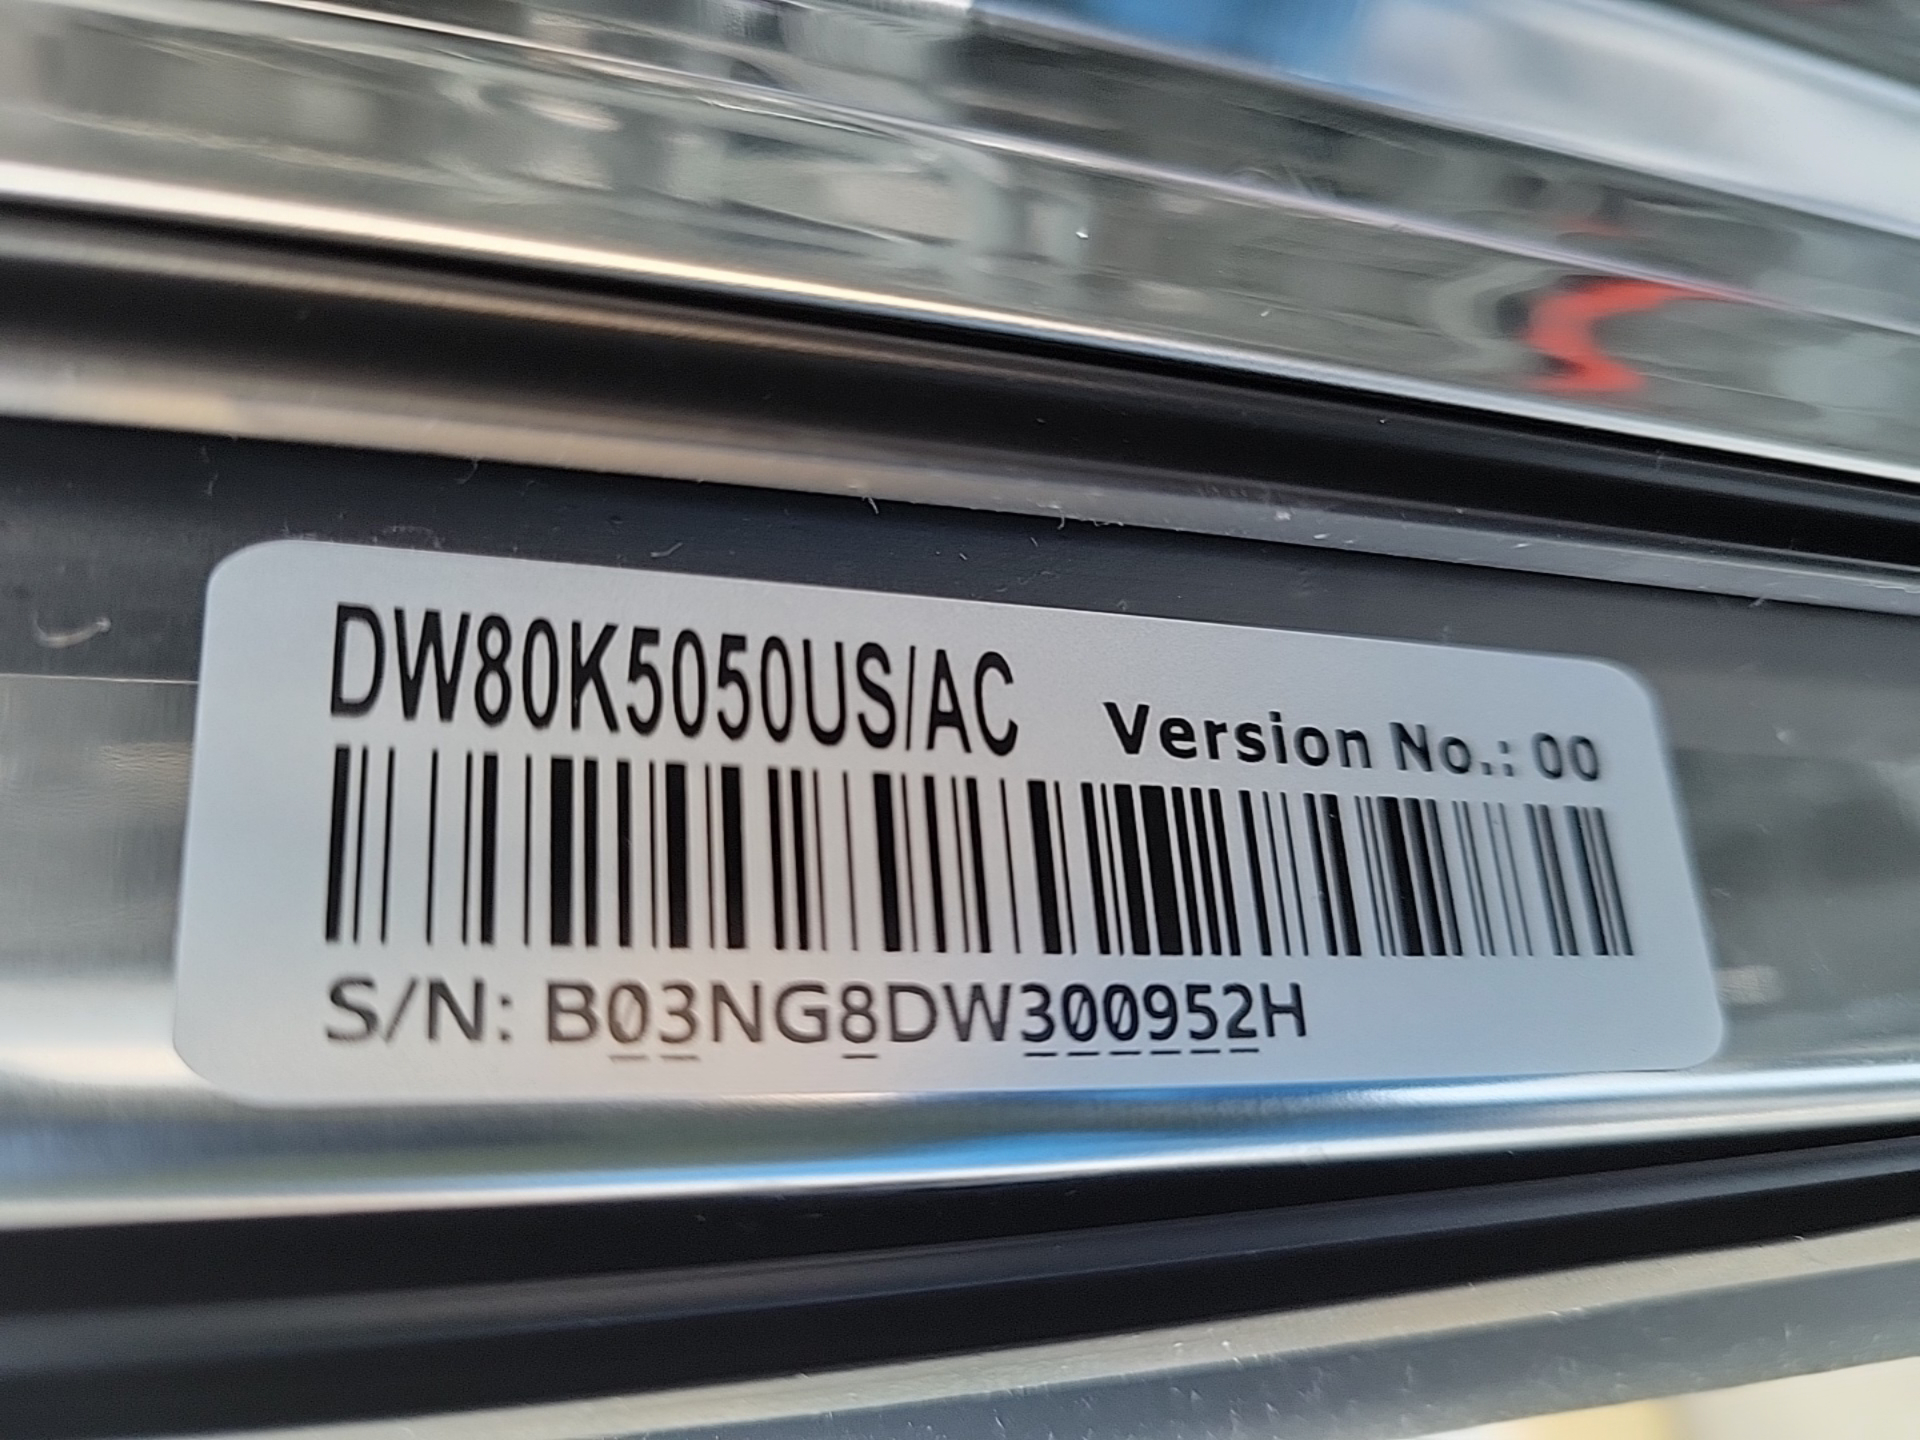 DW80K5050US/AC Version No.: 00
S/N: B03NG8DW300952H